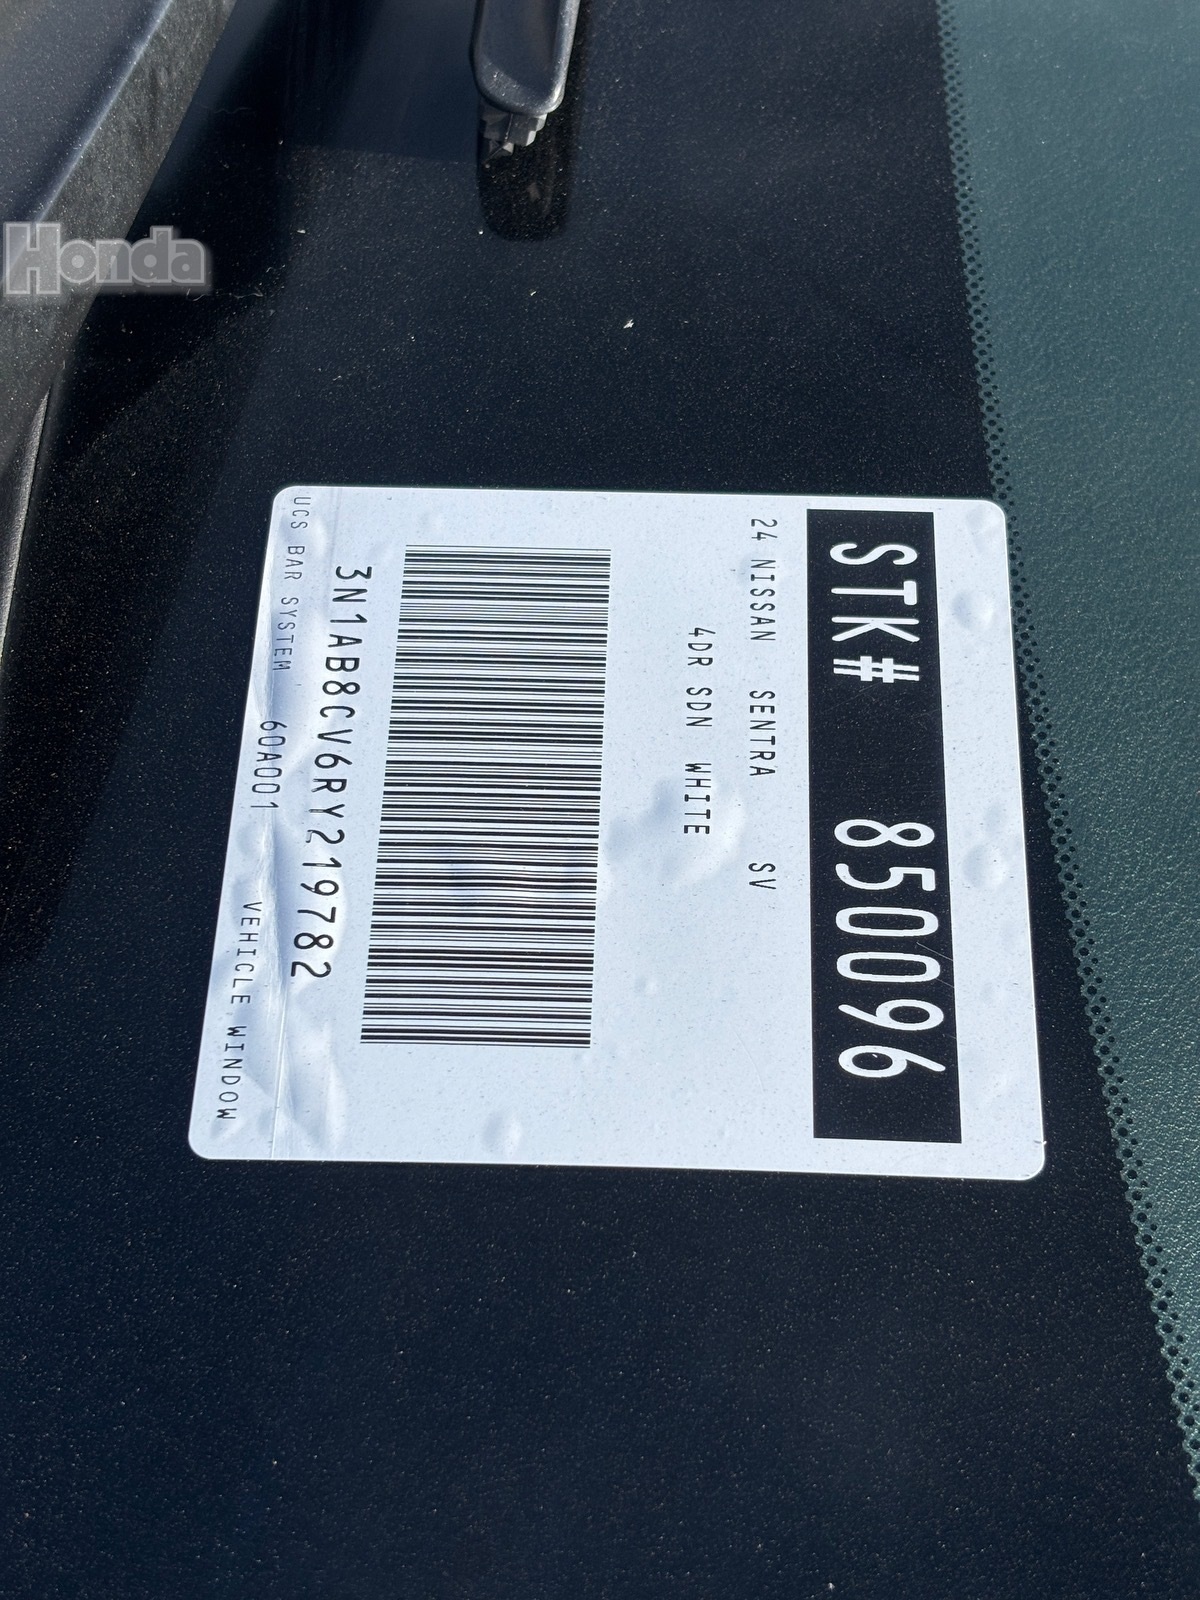 Honda
STK# 850096
24 NISSAN SENTRA SV
4DR SDN WHITE
3N1AB8CV6RY219782
UCS BAR SYSTEM 60A001 VEHICLE WINDOW